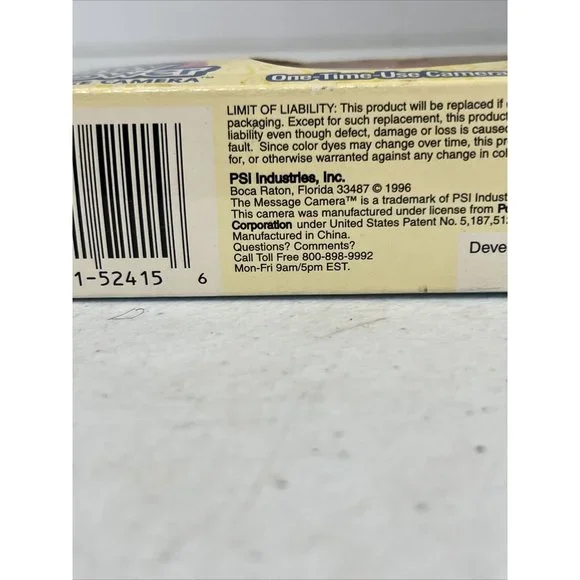 CAMERA™
One-Time-Use Camera
LIMIT OF LIABILITY: This product will be replaced if
packaging. Except for such replacement, this product
liability even though defect, damage or loss is caused
fault. Since color dyes may change over time, this
for, or otherwise warranted against any change in
PSI Industries, Inc.
Boca Raton, Florida 33487 © 1996
The Message Camera™ is a trademark of PSI
This camera was manufactured under license from
Corporation under United States Patent No. 5,187,
Manufactured in China.
Questions? Comments?
Call Toll Free 800-898-9992
Mon-Fri 9am/5pm EST.
Deve
1-52415 6